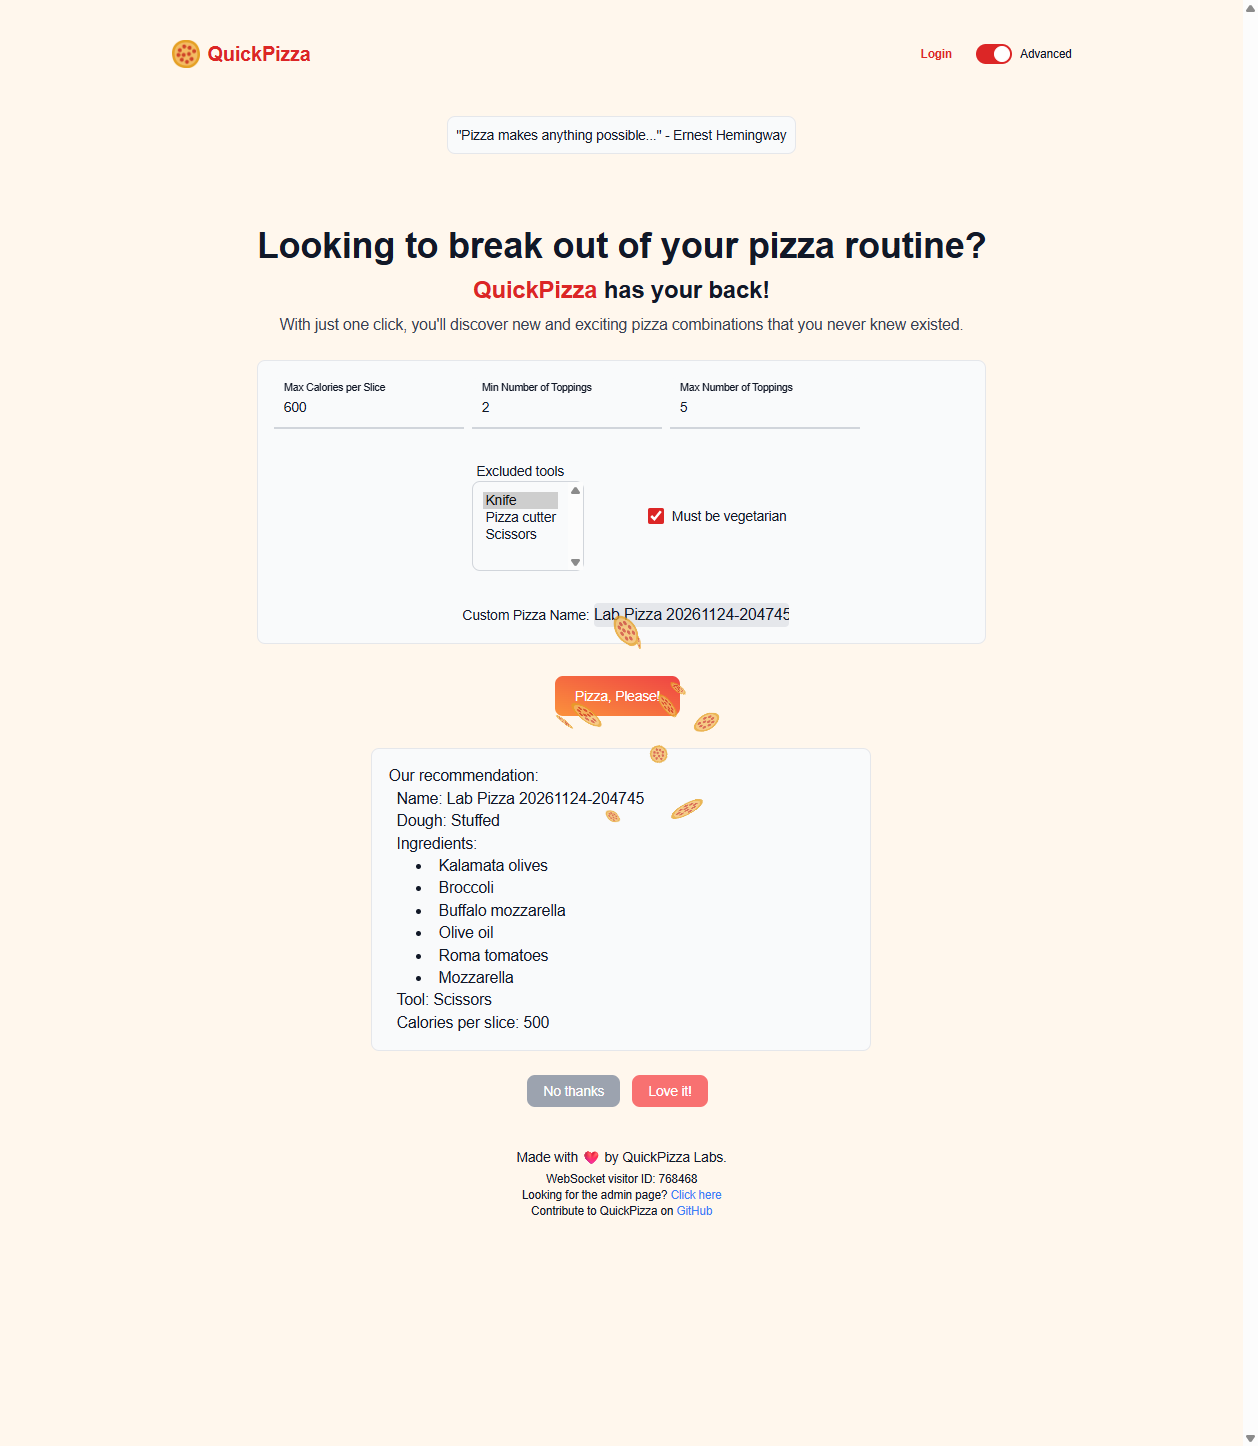 QuickPizza
Login
Advanced
"Pizza makes anything possible..." - Ernest Hemingway
Looking to break out of your pizza routine?
QuickPizza has your back!
With just one click, you'll discover new and exciting pizza combinations that you never knew existed.
Max Calories per Slice
600
Min Number of Toppings
2
Max Number of Toppings
5
Excluded tools
Knife
Pizza cutter
Scissors
Must be vegetarian
Custom Pizza Name: Lab Pizza 20261124-204745
Pizza, Please!
Our recommendation:
Name: Lab Pizza 20261124-204745
Dough: Stuffed
Ingredients:
Kalamata olives
Broccoli
Buffalo mozzarella
Olive oil
Roma tomatoes
Mozzarella
Tool: Scissors
Calories per slice: 500
No thanks
Love it!
Made with ❤️ by QuickPizza Labs.
WebSocket visitor ID: 768468
Looking for the admin page? Click here
Contribute to QuickPizza on GitHub